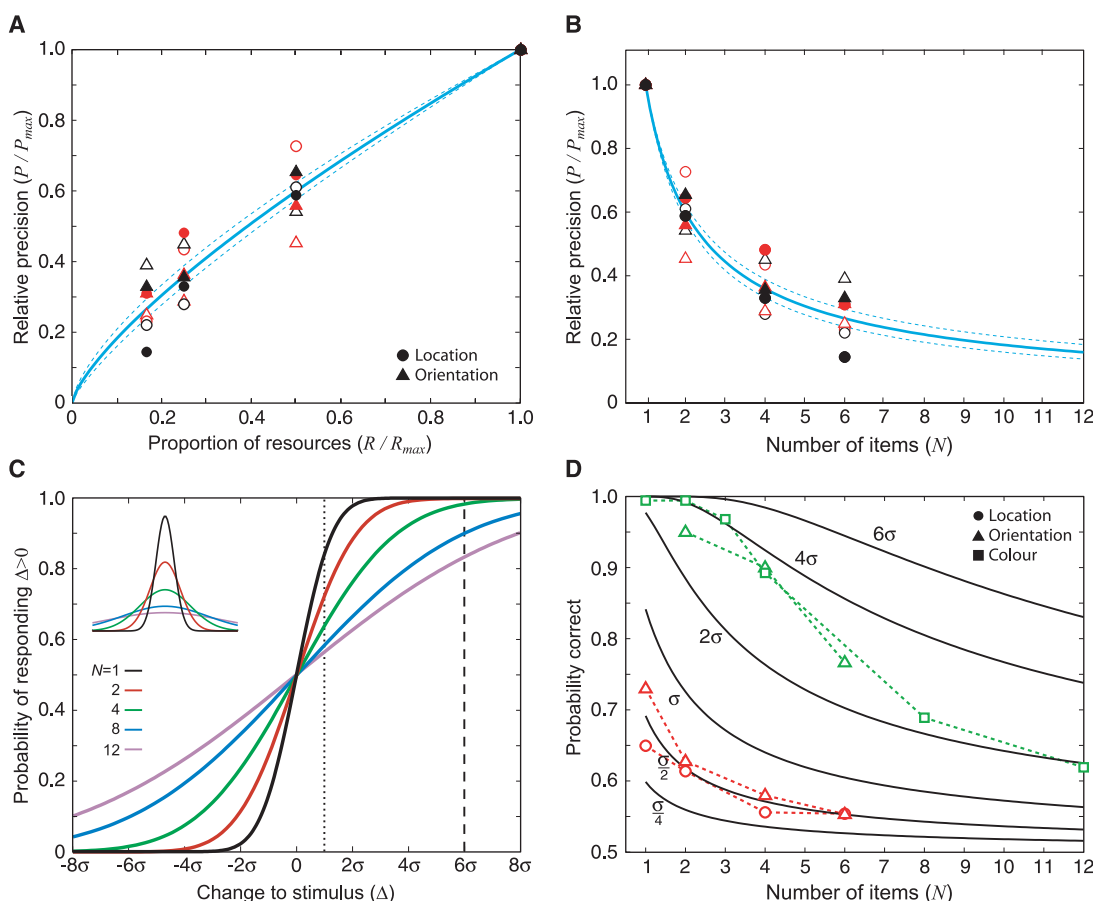 A
Relative precision (P / Pmax)
1.0
0.8
0.6
0.4
0.2
0
0 0.2 0.4 0.6 0.8 1.0
Proportion of resources (R / Rmax)
Location
Orientation
B
Relative precision (P / Pmax)
1.0
0.8
0.6
0.4
0.2
0
1 2 3 4 5 6 7 8 9 10 11 12
Number of items (N)
C
Probability of responding Δ>0
1.0
0.8
0.6
0.4
0.2
0
N=1
2
4
8
12
-8σ -6σ -4σ -2σ 0 2σ 4σ 6σ 8σ
Change to stimulus (Δ)
D
Probability correct
1.0
0.9
0.8
0.7
0.6
0.5
Location
Orientation
Colour
6σ
4σ
2σ
σ
σ/2
σ/4
1 2 3 4 5 6 7 8 9 10 11 12
Number of items (N)